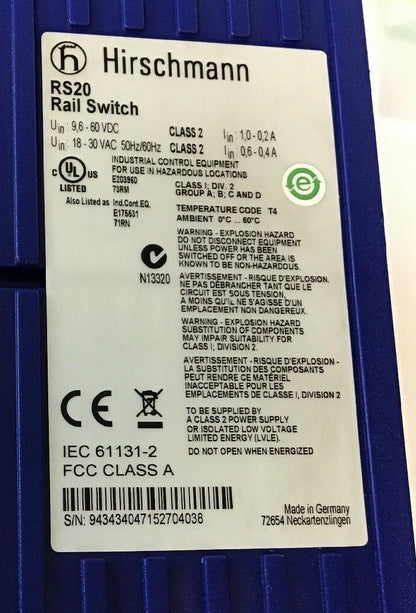 h Hirschmann
RS20
Rail Switch
Uin: 9,6 - 60 VDC CLASS 2 Iin: 1,0 - 0,2 A
Uin: 18 - 30 VAC 50Hz/60Hz CLASS 2 Iin: 0,6 - 0,4 A
INDUSTRIAL CONTROL EQUIPMENT
FOR USE IN HAZARDOUS LOCATIONS
c UL US
LISTED
E203960
73RM
CLASS I; DIV. 2
GROUP A; B; C AND D
e
Also Listed as Ind.Cont.EQ.
E175531
71RN
TEMPERATURE CODE T4
AMBIENT 0°C ... 60°C
WARNING - EXPLOSION HAZARD
DO NOT DISCONNECT EQUIPMENT
UNLESS POWER HAS BEEN
SWITCHED OFF OR THE AREA IS
KNOWN TO BE NON-HAZARDOUS.
N13320
AVERTISSEMENT - RISQUE D'EXPLOSION.
NE PAS DÉBRANCHER TANT QUE LE
CIRCUIT EST SOUS TENSION,
A MOINS QU'IL NE S'AGISSE D'UN
EMPLACEMENT NON DANGEREUX.
WARNING - EXPLOSION HAZARD
SUBSTITUTION OF COMPONENTS
MAY IMPAIR SUITABILITY FOR
CLASS I; DIVISION 2.
AVERTISSEMENT - RISQUE D'EXPLOSION -
LA SUBSTITUTION DES COMPOSANTS
PEUT RENDRE CE MATÉRIEL
INACCEPTABLE POUR LES
EMPLACEMENTS DE CLASSE I, DIVISION 2
CE
TO BE SUPPLIED BY
A CLASS 2 POWER SUPPLY
OR ISOLATED LOW VOLTAGE
LIMITED ENERGY (LVLE).
IEC 61131-2
FCC CLASS A
DO NOT OPEN WHEN ENERGIZED
S/N: 943434047152704038
Made in Germany
72654 Neckartenzlingen